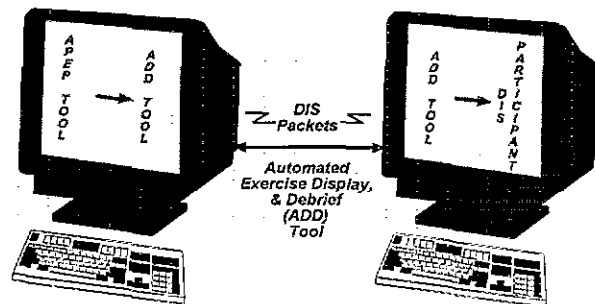 APEP TOOL
ADD TOOL
DIS
Packets
Automated
Exercise Display,
& Debrief
(ADD)
Tool
ADD TOOL
DIS
PARTICIPANT